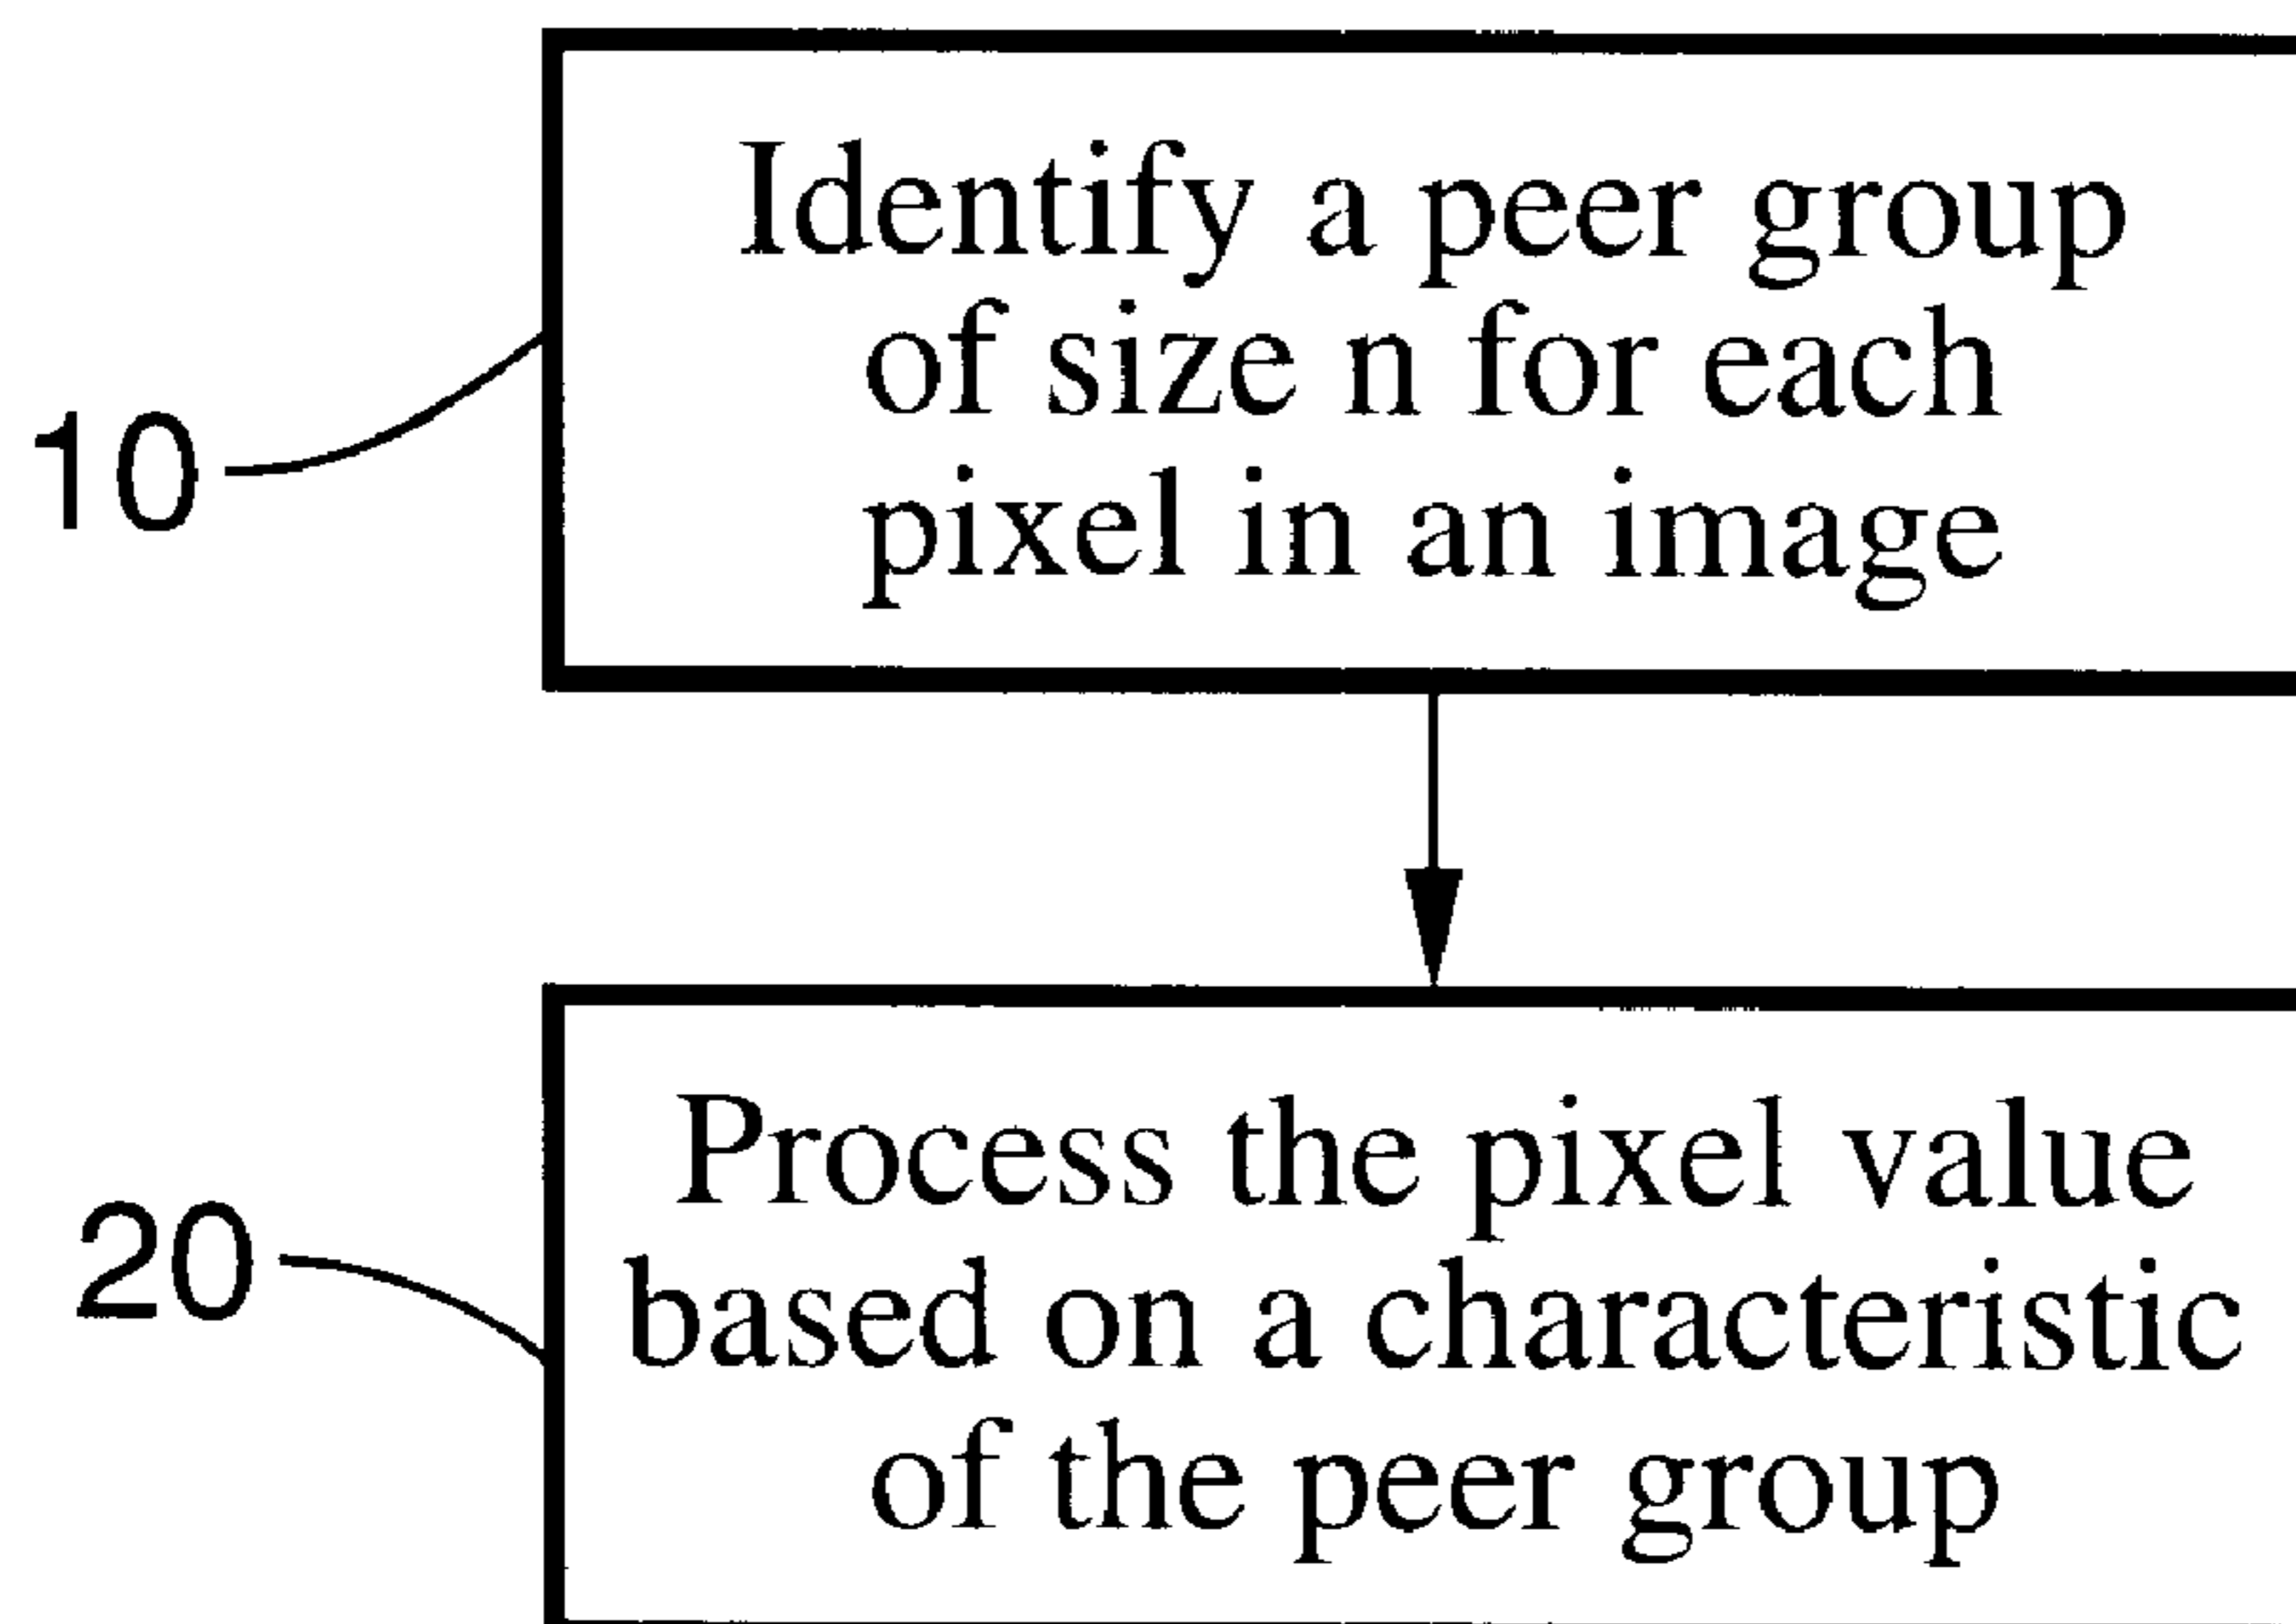 Identify a peer group
of size n for each
pixel in an image
10
Process the pixel value
based on a characteristic
of the peer group
20